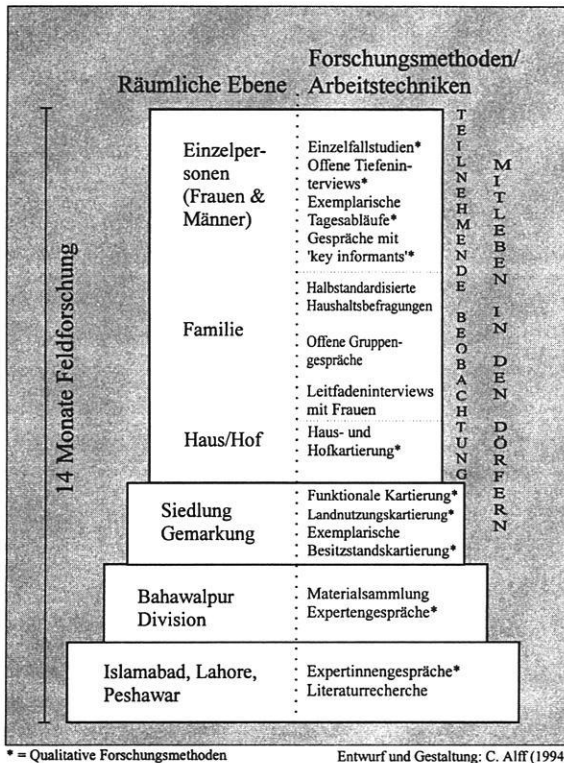 Räumliche Ebene
Forschungsmethoden/
Arbeitstechniken
14 Monate Feldforschung
Einzelper-
sonen
(Frauen &
Männer)
Einzelfallstudien*
Offene Tiefenin-
terviews*
Exemplarische
Tagesabläufe*
Gespräche mit
'key informants'*
Familie
Halbstandardisierte
Haushaltsbefragungen
Offene Gruppen-
gespräche
Leitfadeninterviews
mit Frauen
Haus/Hof
Haus- und
Hofkartierung*
Siedlung
Gemarkung
Funktionale Kartierung*
Landnutzungskartierung*
Exemplarische
Besitzstandskartierung*
Bahawalpur
Division
Materialsammlung
Expertengespräche*
Islamabad, Lahore,
Peshawar
Expertinnengespräche*
Literaturrecherche
TEILNEHMENDE BEOBACHTUNG
MITLEBEN IN DEN DÖRFERN
* = Qualitative Forschungsmethoden
Entwurf und Gestaltung: C. Alff (1994